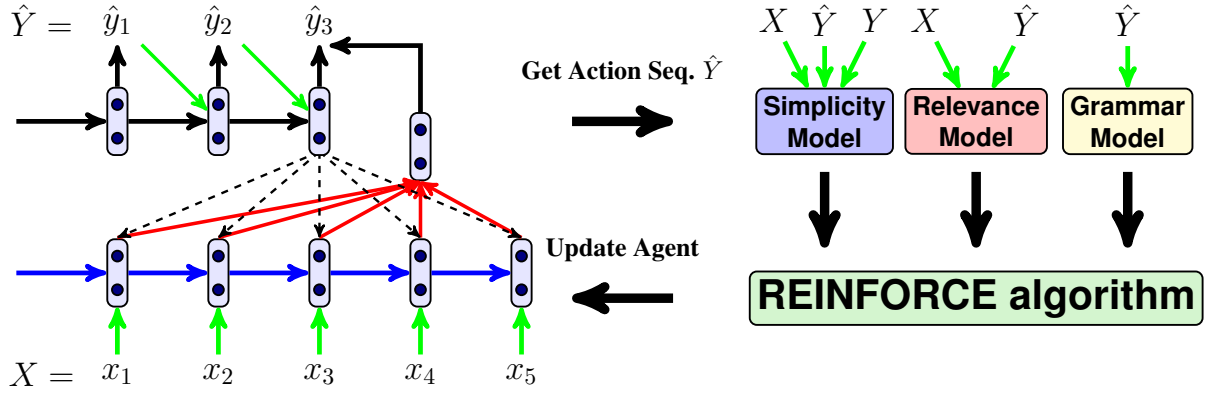 Ŷ = ŷ₁ ŷ₂ ŷ₃
X Ŷ Y X Ŷ Ŷ
Get Action Seq. Ŷ
Simplicity Model
Relevance Model
Grammar Model
Update Agent
REINFORCE algorithm
X = x₁ x₂ x₃ x₄ x₅